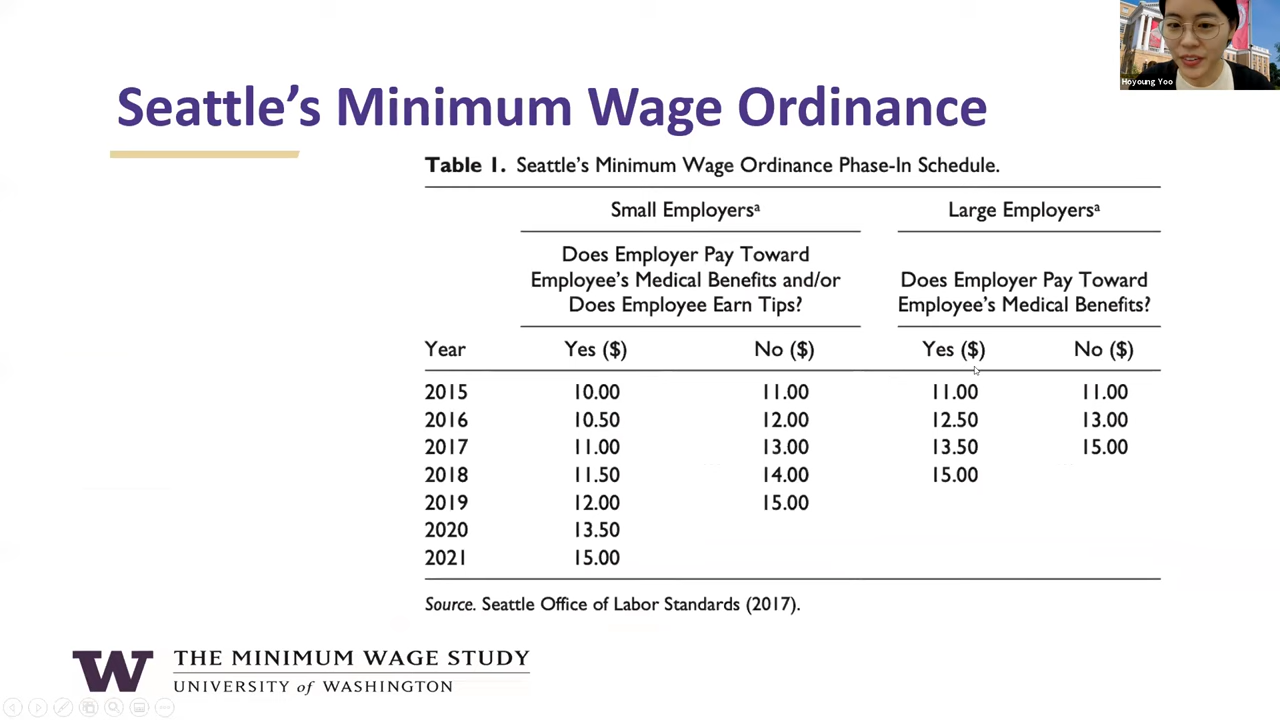 Hoyoung Yoo
Seattle's Minimum Wage Ordinance
Table 1. Seattle's Minimum Wage Ordinance Phase-In Schedule.
Small Employersᵃ Large Employersᵃ
Does Employer Pay Toward
Employee's Medical Benefits and/or
Does Employee Earn Tips?
Does Employer Pay Toward
Employee's Medical Benefits?
Year Yes ($) No ($) Yes ($) No ($)
2015 10.00 11.00 11.00 11.00
2016 10.50 12.00 12.50 13.00
2017 11.00 13.00 13.50 15.00
2018 11.50 14.00 15.00
2019 12.00 15.00
2020 13.50
2021 15.00
Source. Seattle Office of Labor Standards (2017).
W
THE MINIMUM WAGE STUDY
UNIVERSITY of WASHINGTON